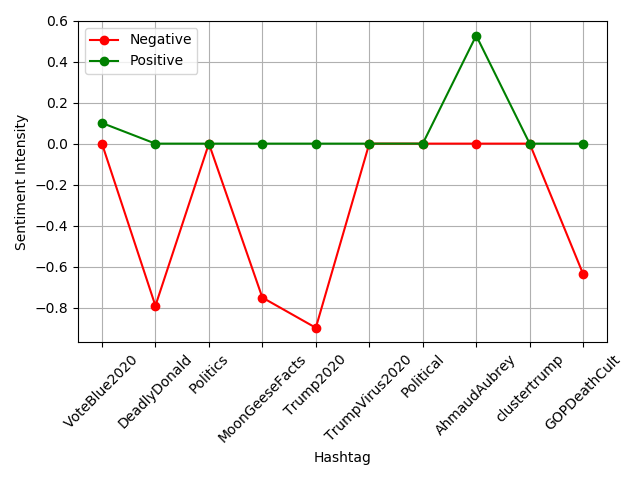 Negative
Positive
0.6
0.4
0.2
0.0
−0.2
−0.4
−0.6
−0.8
Sentiment Intensity
VoteBlue2020
DeadlyDonald
Politics
MoonGeeseFacts
Trump2020
TrumpVirus2020
Political
AhmaudAubrey
clustertrump
GOPDeathCult
Hashtag